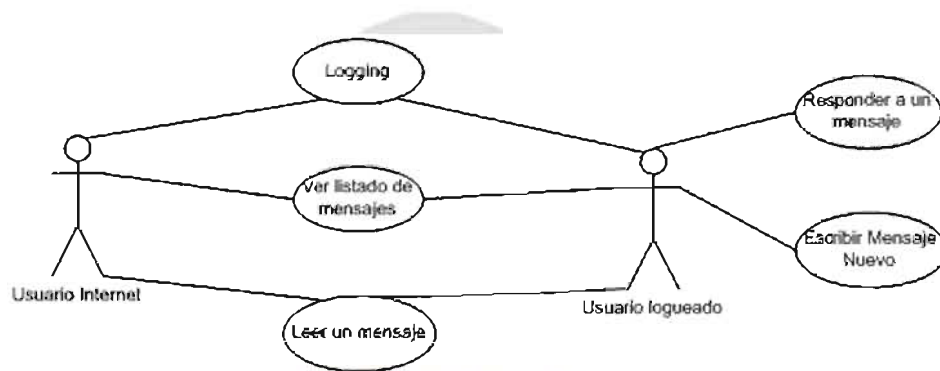 Logging
Responder a un
mensaje
Ver listado de
mensajes
Escribir Mensaje
Nuevo
Usuario Internet
Usuario logueado
Leer un mensaje